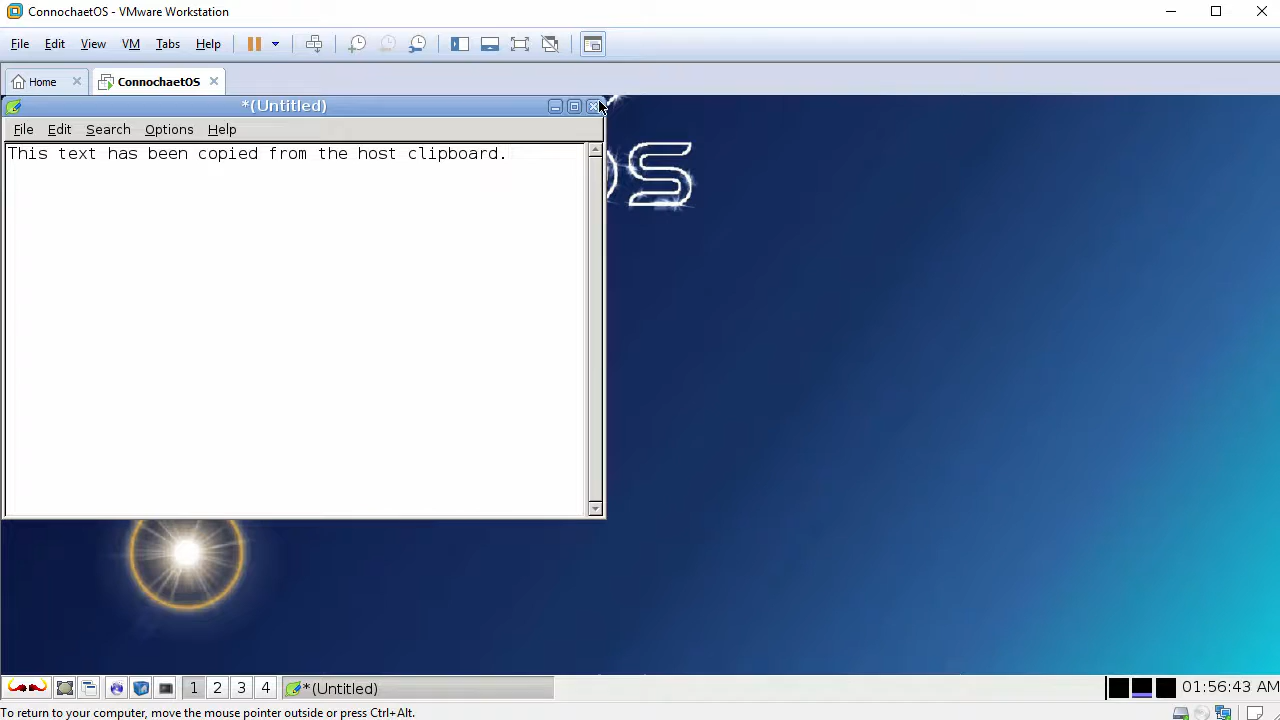 ConnochaetOS - VMware Workstation
File Edit View VM Tabs Help
Home ConnochaetOS
*(Untitled)
File Edit Search Options Help
This text has been copied from the host clipboard.
OS
1 2 3 4 *(Untitled) 01:56:43 AM
To return to your computer, move the mouse pointer outside or press Ctrl+Alt.